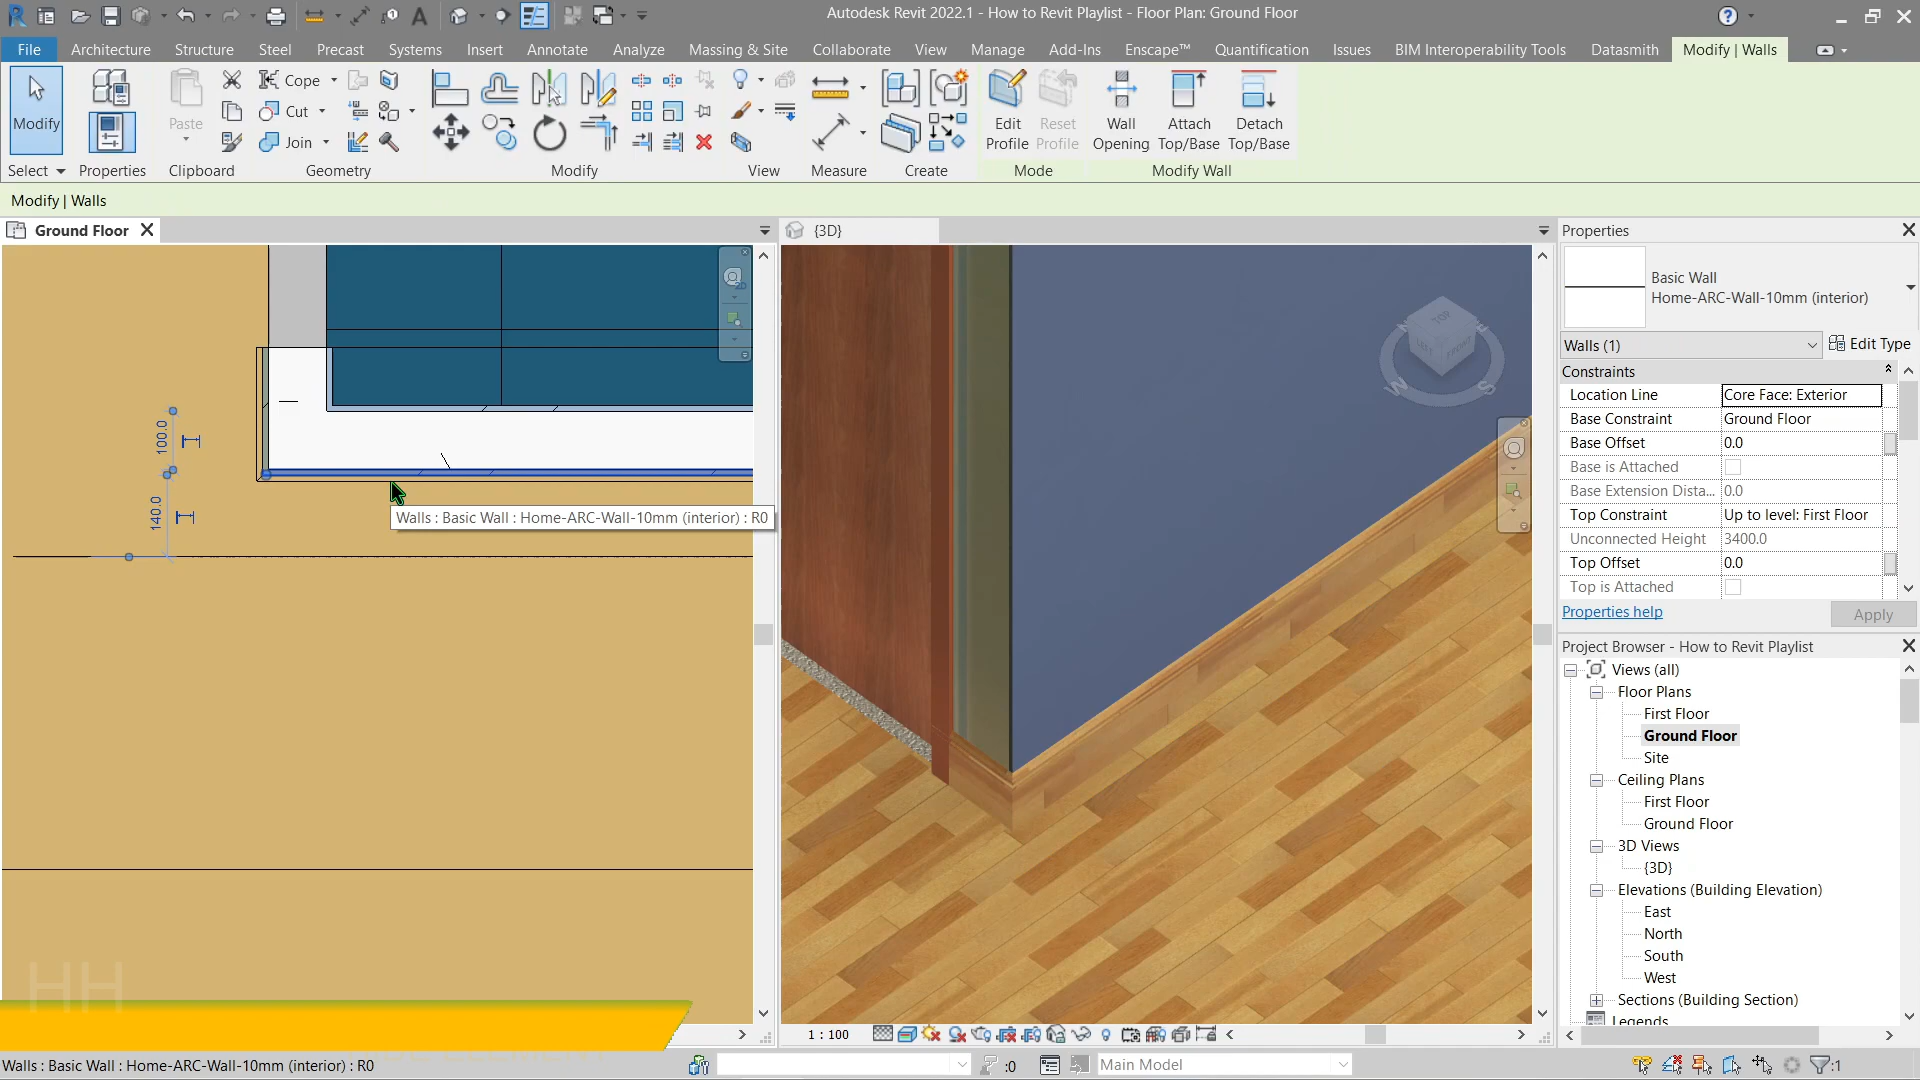 Autodesk Revit 2022.1 - How to Revit Playlist - Floor Plan: Ground Floor
File Architecture Structure Steel Precast Systems Insert Annotate Analyze Massing & Site Collaborate View Manage Add-Ins Enscape™ Quantification Issues BIM Interoperability Tools Datasmith Modify | Walls
Modify
Paste
Cope
Cut
Join
Edit Profile
Reset Profile
Wall Opening
Attach Top/Base
Detach Top/Base
Select Properties Clipboard Geometry Modify View Measure Create Mode Modify Wall
Modify | Walls
Ground Floor
{3D}
100.0
140.0
Walls : Basic Wall : Home-ARC-Wall-10mm (interior) : R0
TOP
LEFT
FRONT
W
S
Properties
Basic Wall
Home-ARC-Wall-10mm (interior)
Walls (1)
Edit Type
Constraints
Location Line Core Face: Exterior
Base Constraint Ground Floor
Base Offset 0.0
Base is Attached
Base Extension Dista... 0.0
Top Constraint Up to level: First Floor
Unconnected Height 3400.0
Top Offset 0.0
Top is Attached
Properties help
Apply
Project Browser - How to Revit Playlist
Views (all)
Floor Plans
First Floor
Ground Floor
Site
Ceiling Plans
First Floor
Ground Floor
3D Views
{3D}
Elevations (Building Elevation)
East
North
South
West
Sections (Building Section)
Legends
HH
1 : 100
Walls : Basic Wall : Home-ARC-Wall-10mm (interior) : R0
:0
Main Model
:1